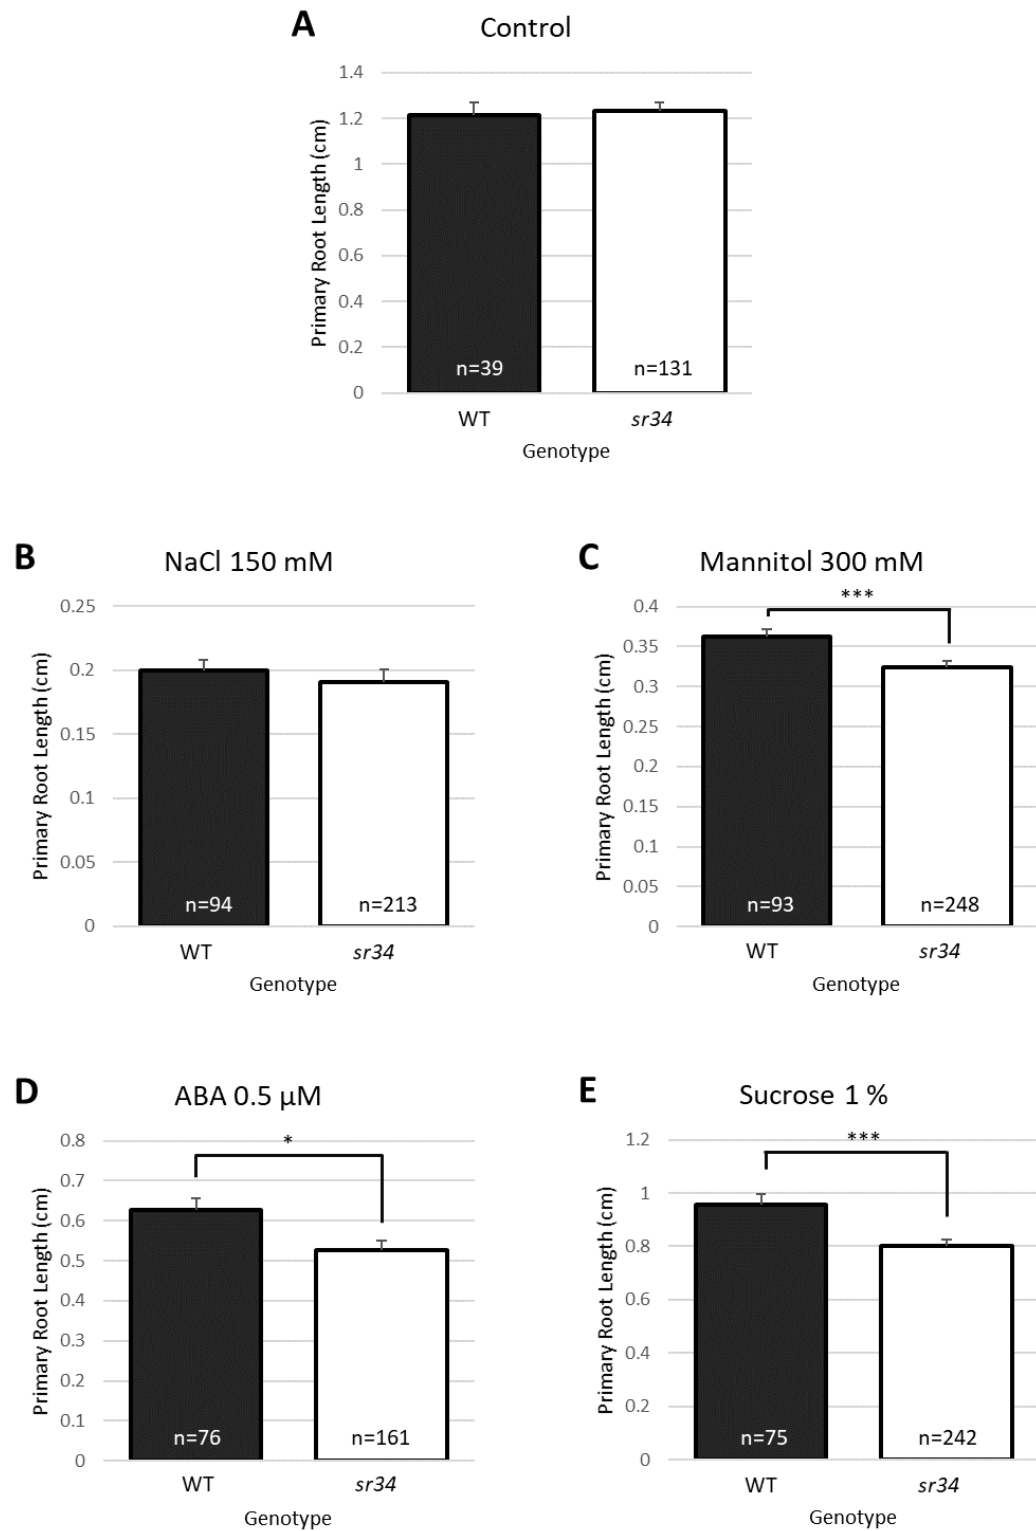 A
Control
Primary Root Length (cm)
1.4
1.2
1
0.8
0.6
0.4
0.2
0
n=39
n=131
WT
sr34
Genotype
B
NaCl 150 mM
Primary Root Length (cm)
0.25
0.2
0.15
0.1
0.05
0
n=94
n=213
WT
sr34
Genotype
C
Mannitol 300 mM
***
Primary Root Length (cm)
0.4
0.35
0.3
0.25
0.2
0.15
0.1
0.05
0
n=93
n=248
WT
sr34
Genotype
D
ABA 0.5 µM
*
Primary Root Length (cm)
0.8
0.7
0.6
0.5
0.4
0.3
0.2
0.1
0
n=76
n=161
WT
sr34
Genotype
E
Sucrose 1 %
***
Primary Root Length (cm)
1.2
1
0.8
0.6
0.4
0.2
0
n=75
n=242
WT
sr34
Genotype